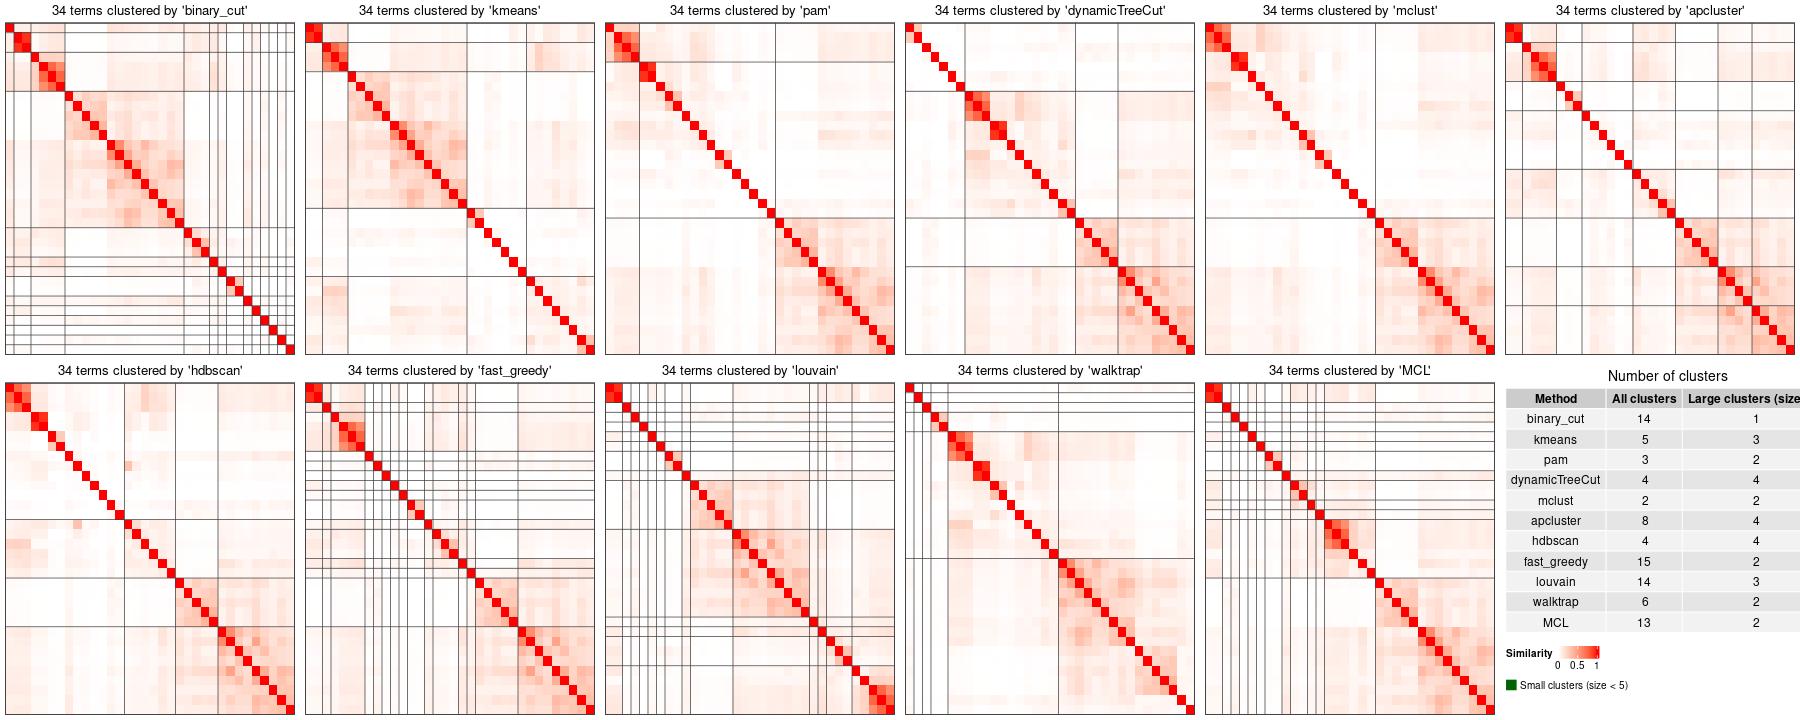 34 terms clustered by 'binary_cut'
34 terms clustered by 'kmeans'
34 terms clustered by 'pam'
34 terms clustered by 'dynamicTreeCut'
34 terms clustered by 'mclust'
34 terms clustered by 'apcluster'
34 terms clustered by 'hdbscan'
34 terms clustered by 'fast_greedy'
34 terms clustered by 'louvain'
34 terms clustered by 'walktrap'
34 terms clustered by 'MCL'
Number of clusters
Method All clusters Large clusters (size
binary_cut 14 1
kmeans 5 3
pam 3 2
dynamicTreeCut 4 4
mclust 2 2
apcluster 8 4
hdbscan 4 4
fast_greedy 15 2
louvain 14 3
walktrap 6 2
MCL 13 2
Similarity
0 0.5 1
Small clusters (size < 5)